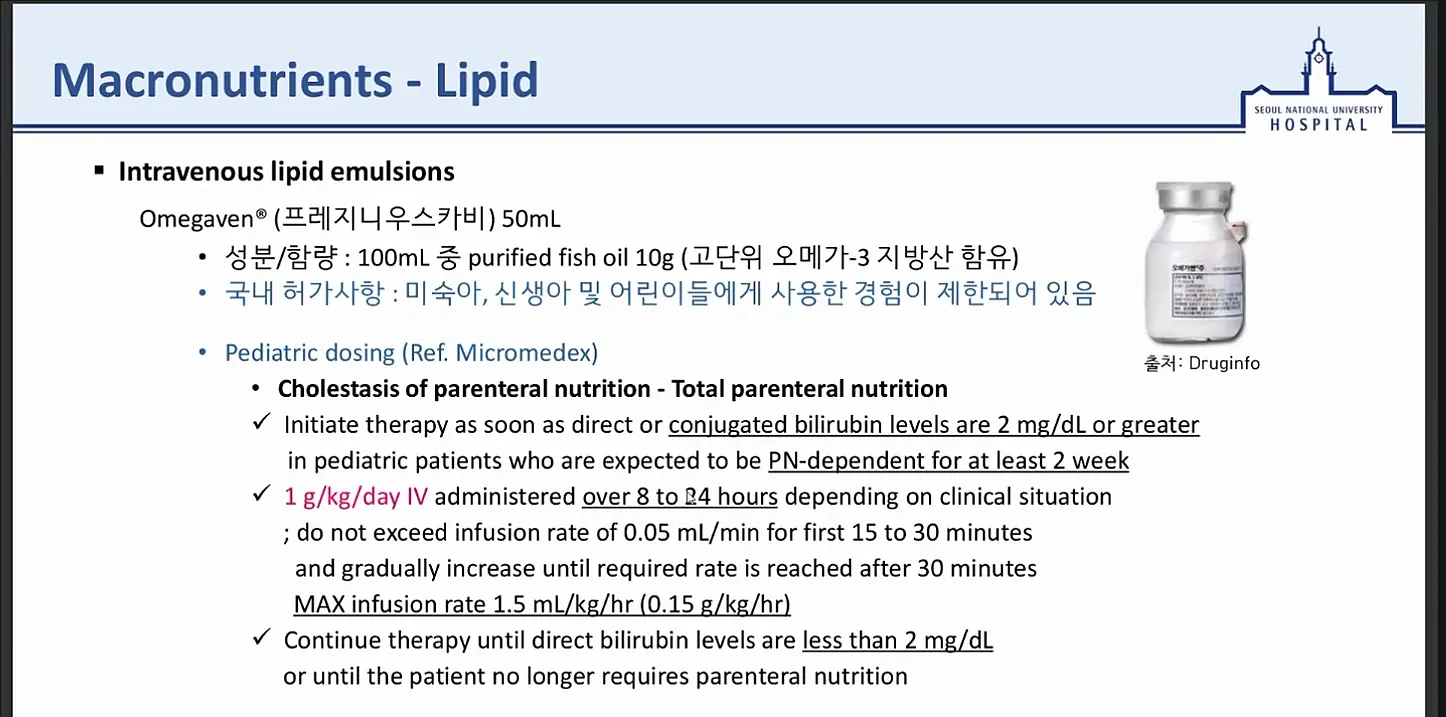 Macronutrients - Lipid
SEOUL NATIONAL UNIVERSITY
HOSPITAL
▪ Intravenous lipid emulsions
Omegaven® (프레지니우스카비) 50mL
• 성분/함량 : 100mL 중 purified fish oil 10g (고단위 오메가-3 지방산 함유)
• 국내 허가사항 : 미숙아, 신생아 및 어린이들에게 사용한 경험이 제한되어 있음
오메가벤®주
출처: Druginfo
• Pediatric dosing (Ref. Micromedex)
• Cholestasis of parenteral nutrition - Total parenteral nutrition
✓ Initiate therapy as soon as direct or conjugated bilirubin levels are 2 mg/dL or greater
in pediatric patients who are expected to be PN-dependent for at least 2 week
✓ 1 g/kg/day IV administered over 8 to 24 hours depending on clinical situation
; do not exceed infusion rate of 0.05 mL/min for first 15 to 30 minutes
and gradually increase until required rate is reached after 30 minutes
MAX infusion rate 1.5 mL/kg/hr (0.15 g/kg/hr)
✓ Continue therapy until direct bilirubin levels are less than 2 mg/dL
or until the patient no longer requires parenteral nutrition